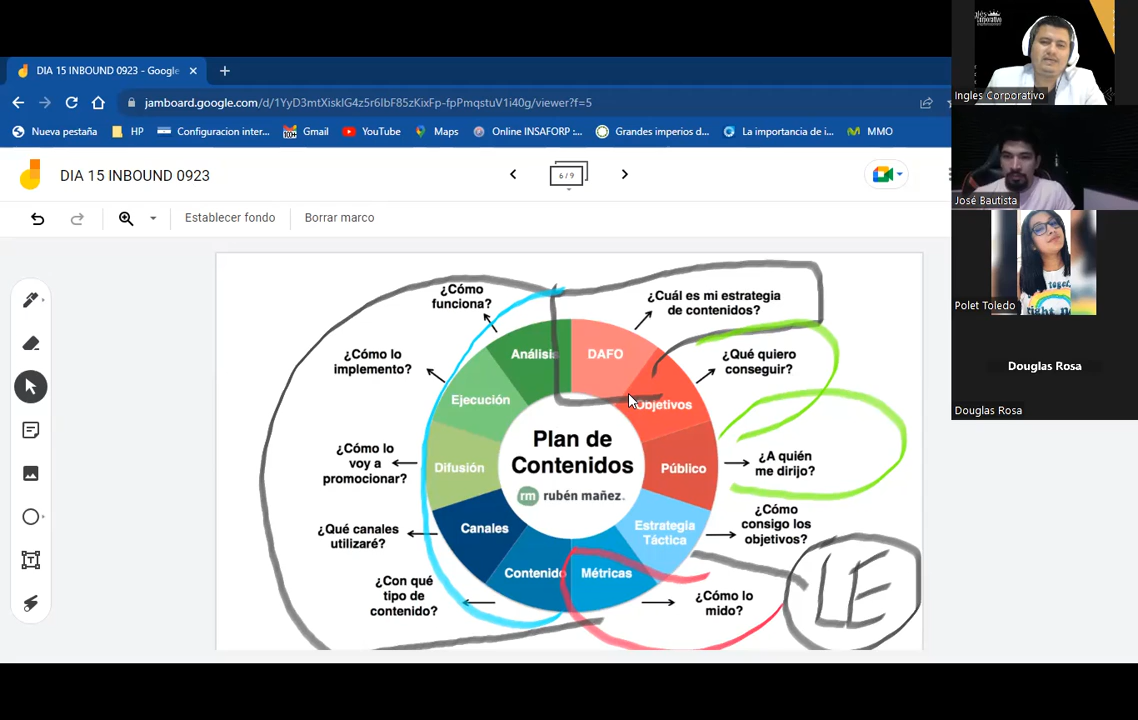 DIA 15 INBOUND 0923 - Google
jamboard.google.com/d/1YyD3mtXiskIG4z5r6IbF85zKixFp-fpPmqstuV1i40g/viewer?f=5
Nueva pestaña
HP
Configuracion inter...
Gmail
YouTube
Maps
Online INSAFORP :...
Grandes imperios d...
La importancia de i...
MMO
DIA 15 INBOUND 0923
6 / 9
Establecer fondo
Borrar marco
¿Cómo
funciona?
¿Cuál es mi estrategia
de contenidos?
¿Cómo lo
implemento?
Análisis
DAFO
¿Qué quiero
conseguir?
Ejecución
Objetivos
Plan de
Contenidos
rm rubén mañez.
¿Cómo lo
voy a
promocionar?
Difusión
Público
¿A quién
me dirijo?
¿Qué canales
utilizaré?
Canales
Estrategia
Táctica
¿Cómo
consigo los
objetivos?
¿Con qué
tipo de
contenido?
Contenido
Métricas
¿Cómo lo
mido?
LE
Ingles Corporativo
José Bautista
Polet Toledo
Douglas Rosa
Douglas Rosa